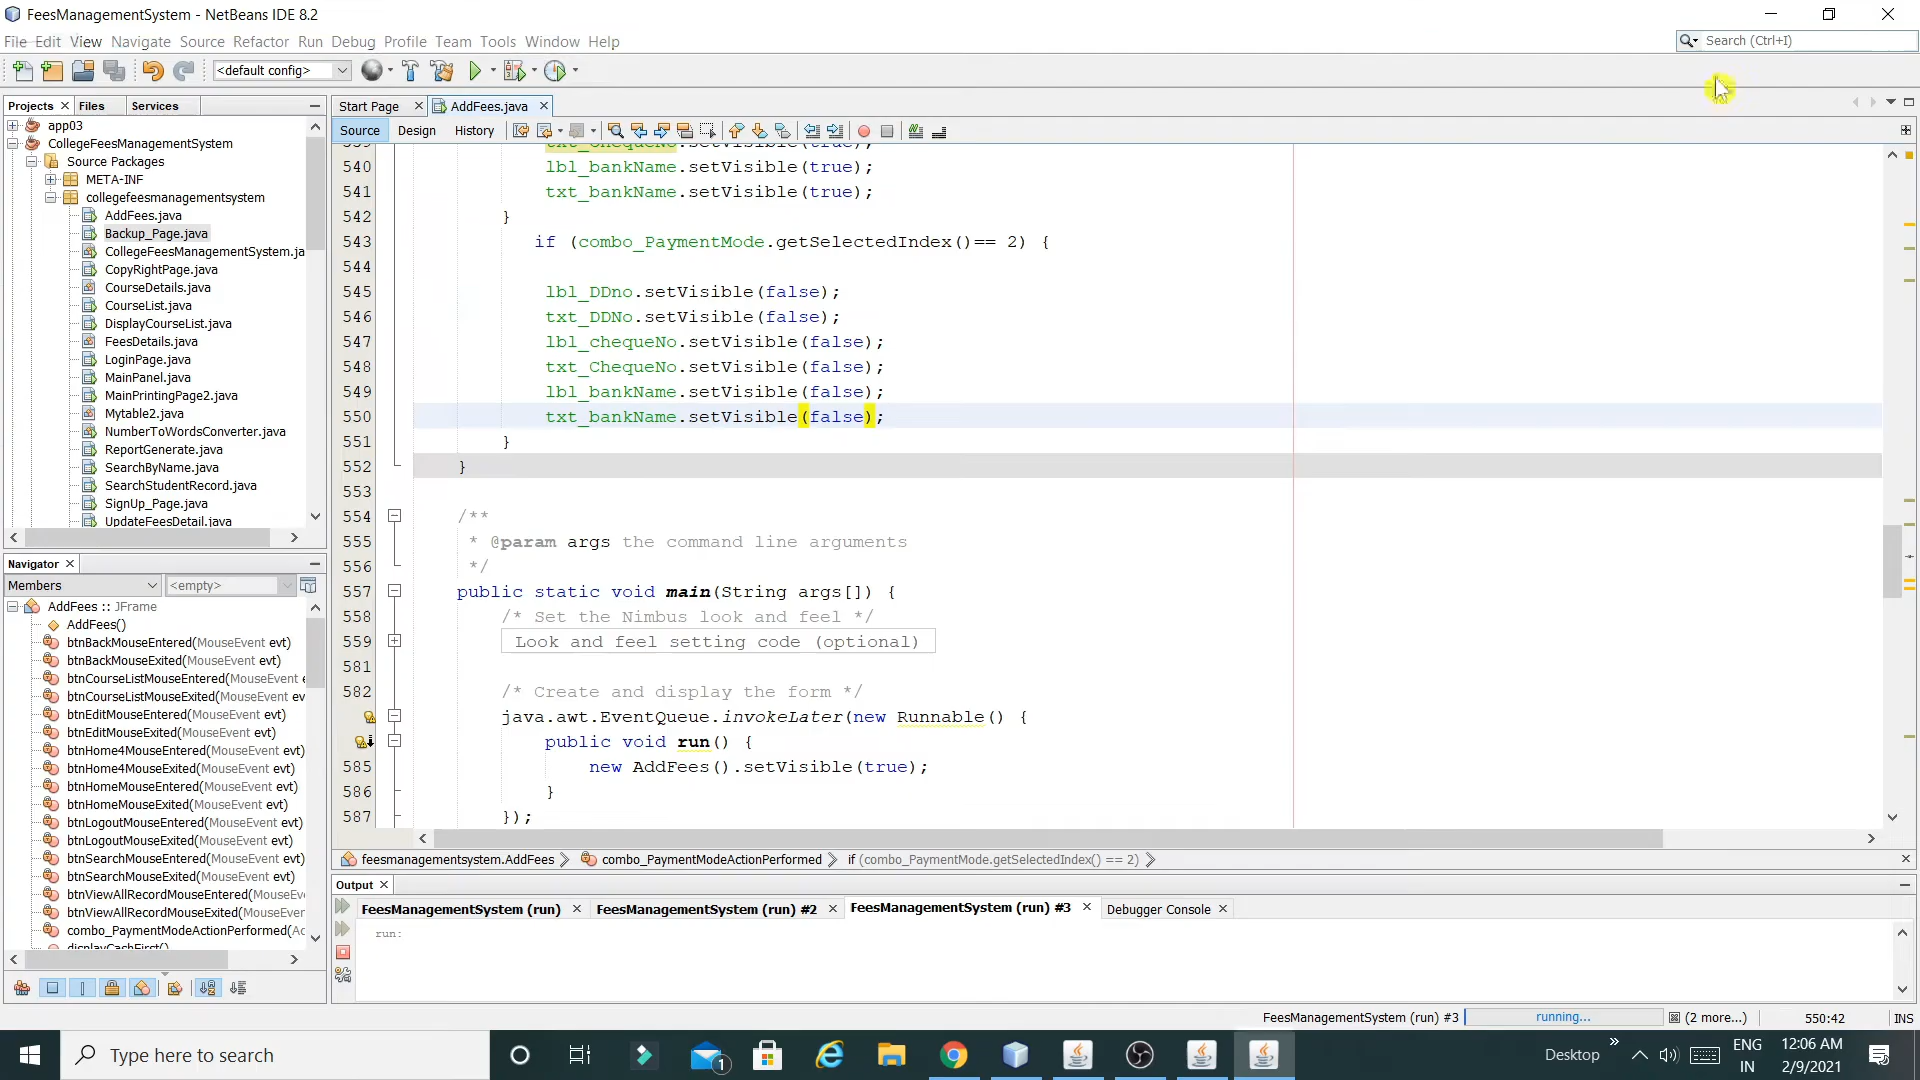 FeesManagementSystem - NetBeans IDE 8.2
File Edit View Navigate Source Refactor Run Debug Profile Team Tools Window Help
Search (Ctrl+I)
<default config>
Projects Files Services
app03
CollegeFeesManagementSystem
Source Packages
META-INF
collegefeesmanagementsystem
AddFees.java
Backup_Page.java
CollegeFeesManagementSystem.ja
CopyRightPage.java
CourseDetails.java
CourseList.java
DisplayCourseList.java
FeesDetails.java
LoginPage.java
MainPanel.java
MainPrintingPage2.java
Mytable2.java
NumberToWordsConverter.java
ReportGenerate.java
SearchByName.java
SearchStudentRecord.java
SignUp_Page.java
UpdateFeesDetail.java
Navigator
Members <empty>
AddFees :: JFrame
AddFees()
btnBackMouseEntered(MouseEvent evt)
btnBackMouseExited(MouseEvent evt)
btnCourseListMouseEntered(MouseEvent e
btnCourseListMouseExited(MouseEvent ev
btnEditMouseEntered(MouseEvent evt)
btnEditMouseExited(MouseEvent evt)
btnHome4MouseEntered(MouseEvent evt)
btnHome4MouseExited(MouseEvent evt)
btnHomeMouseEntered(MouseEvent evt)
btnHomeMouseExited(MouseEvent evt)
btnLogoutMouseEntered(MouseEvent evt)
btnLogoutMouseExited(MouseEvent evt)
btnSearchMouseEntered(MouseEvent evt)
btnSearchMouseExited(MouseEvent evt)
btnViewAllRecordMouseEntered(MouseEv
btnViewAllRecordMouseExited(MouseEver
combo_PaymentModeActionPerformed(Ac
displayCashFirst()
Start Page AddFees.java
Source Design History
539 txt_chequeNo.setVisible(true);
540 lbl_bankName.setVisible(true);
541 txt_bankName.setVisible(true);
542 }
543 if (combo_PaymentMode.getSelectedIndex()== 2) {
544
545 lbl_DDno.setVisible(false);
546 txt_DDNo.setVisible(false);
547 lbl_chequeNo.setVisible(false);
548 txt_ChequeNo.setVisible(false);
549 lbl_bankName.setVisible(false);
550 txt_bankName.setVisible(false);
551 }
552 }
553
554 /**
555 * @param args the command line arguments
556 */
557 public static void main(String args[]) {
558 /* Set the Nimbus look and feel */
559 Look and feel setting code (optional)
581
582 /* Create and display the form */
java.awt.EventQueue.invokeLater(new Runnable() {
public void run() {
585 new AddFees().setVisible(true);
586 }
587 });
feesmanagementsystem.AddFees combo_PaymentModeActionPerformed if (combo_PaymentMode.getSelectedIndex() == 2)
Output
FeesManagementSystem (run) FeesManagementSystem (run) #2 FeesManagementSystem (run) #3 Debugger Console
run:
FeesManagementSystem (run) #3 running... (2 more...) 550:42 INS
Type here to search
1
Desktop
ENG
IN
12:06 AM
2/9/2021